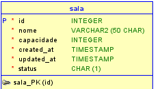 sala
P * id INTEGER
* nome VARCHAR2 (50 CHAR)
* capacidade INTEGER
* created_at TIMESTAMP
* updated_at TIMESTAMP
* status CHAR (1)
sala_PK (id)